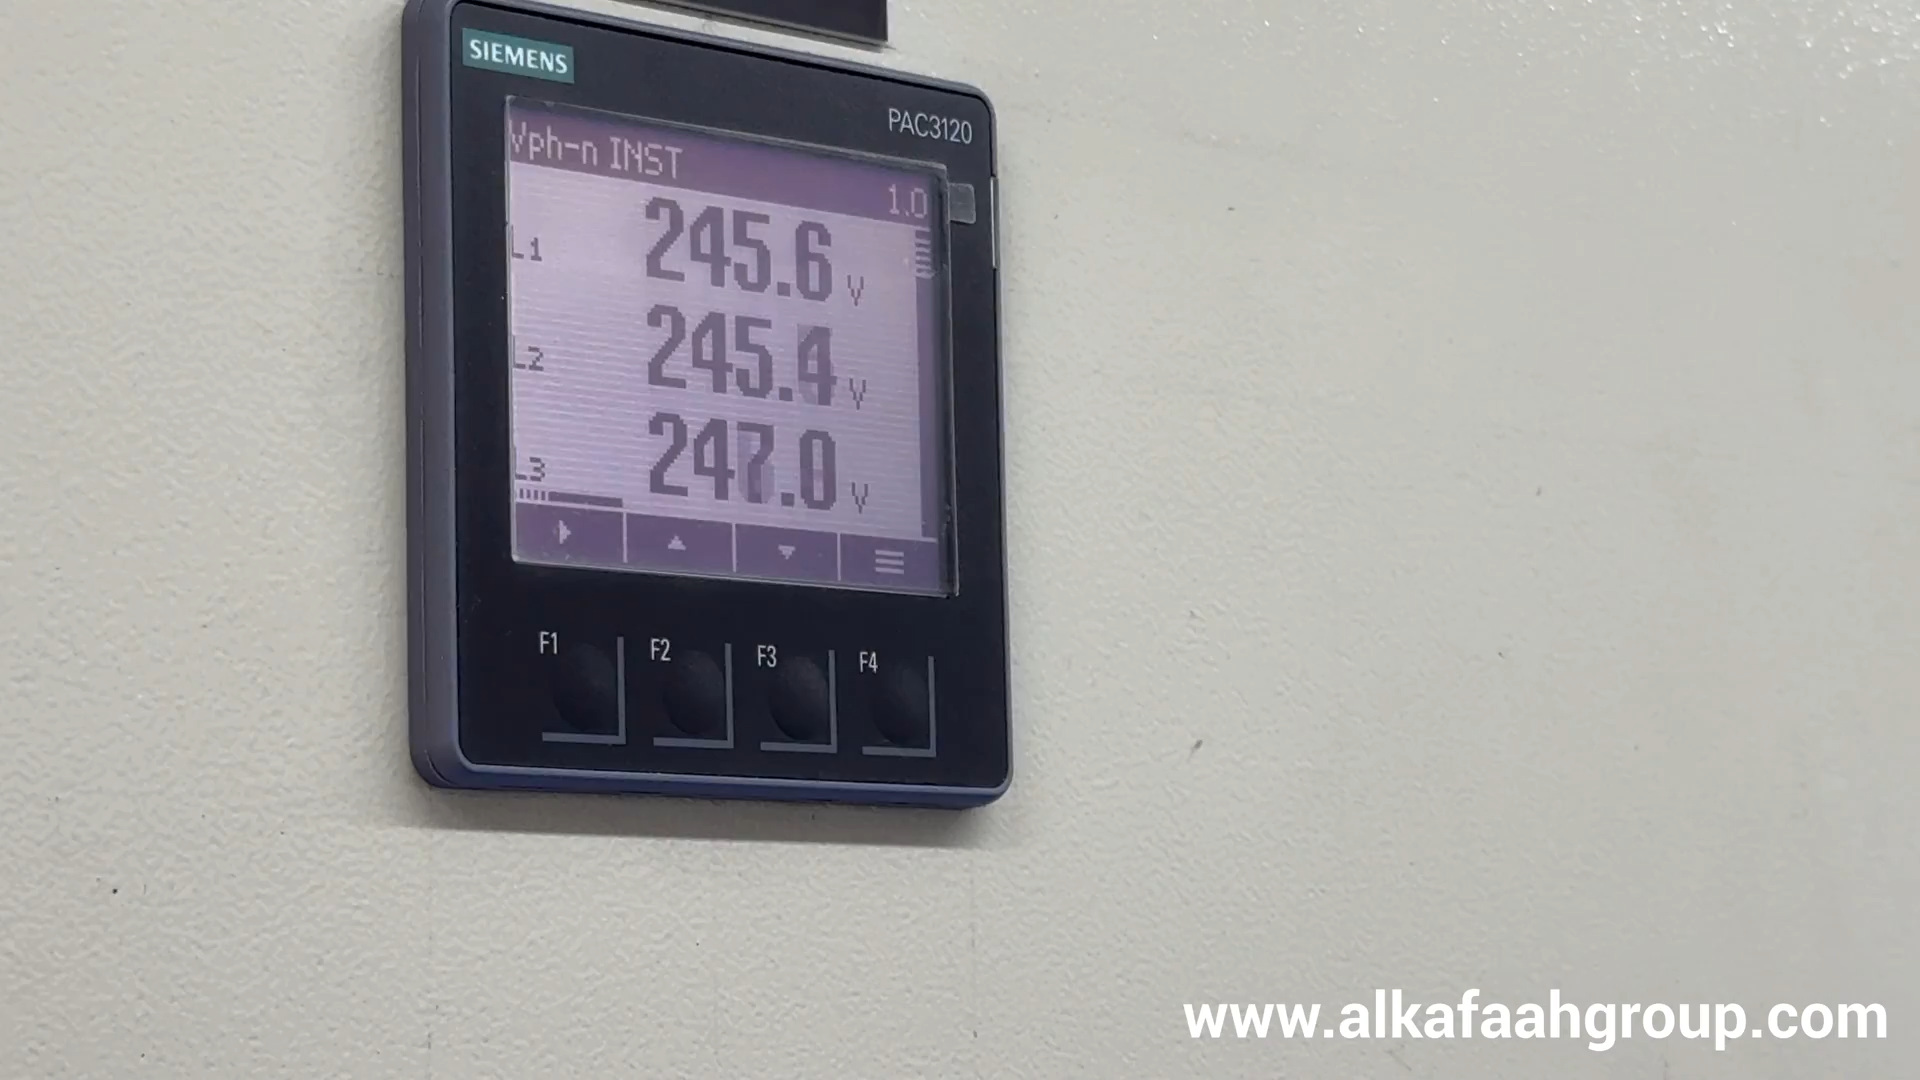 SIEMENS
PAC3120
Vph-n INST
1.0
L1 245.6 V
L2 245.4 V
L3 247.0 V
F1 F2 F3 F4
www.alkafaahgroup.com